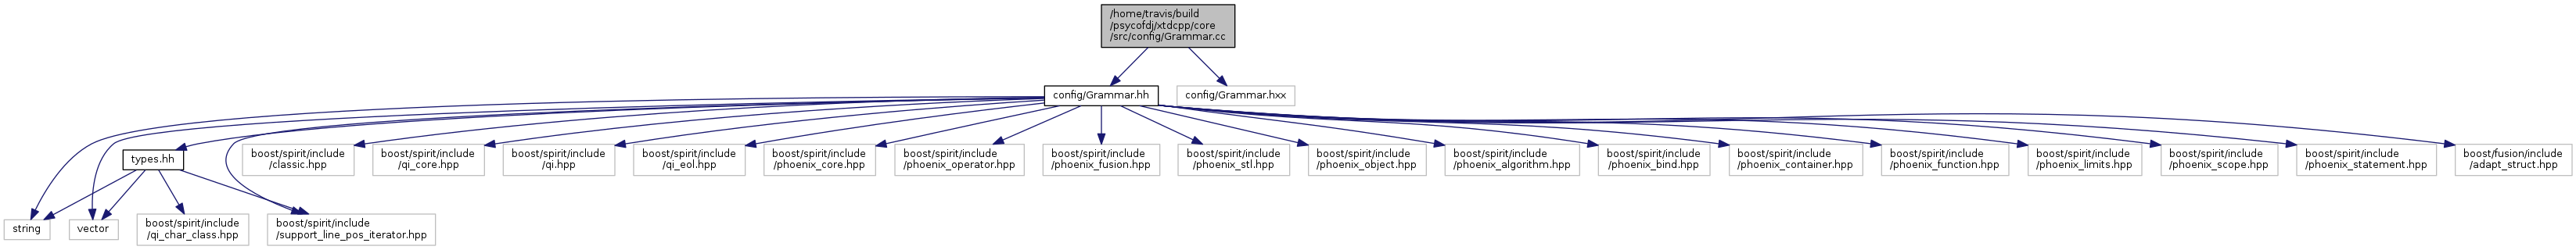 /home/travis/build
/psycofdj/xtdcpp/core
/src/config/Grammar.cc
config/Grammar.hh
config/Grammar.hxx
types.hh
boost/spirit/include
/classic.hpp
boost/spirit/include
/qi_core.hpp
boost/spirit/include
/qi.hpp
boost/spirit/include
/qi_eol.hpp
boost/spirit/include
/phoenix_core.hpp
boost/spirit/include
/phoenix_operator.hpp
boost/spirit/include
/phoenix_fusion.hpp
boost/spirit/include
/phoenix_stl.hpp
boost/spirit/include
/phoenix_object.hpp
boost/spirit/include
/phoenix_algorithm.hpp
boost/spirit/include
/phoenix_bind.hpp
boost/spirit/include
/phoenix_container.hpp
boost/spirit/include
/phoenix_function.hpp
boost/spirit/include
/phoenix_limits.hpp
boost/spirit/include
/phoenix_scope.hpp
boost/spirit/include
/phoenix_statement.hpp
boost/fusion/include
/adapt_struct.hpp
string
vector
boost/spirit/include
/qi_char_class.hpp
boost/spirit/include
/support_line_pos_iterator.hpp